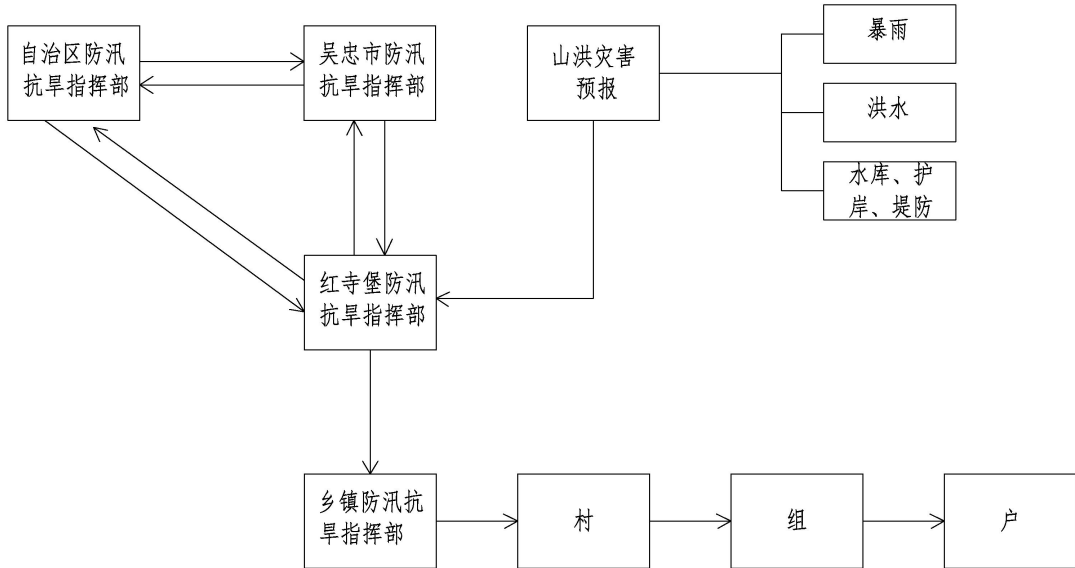 自治区防汛
抗旱指挥部
吴忠市防汛
抗旱指挥部
山洪灾害
预报
暴雨
洪水
水库、护
岸、堤防
红寺堡防汛
抗旱指挥部
乡镇防汛抗
旱指挥部
村
组
户